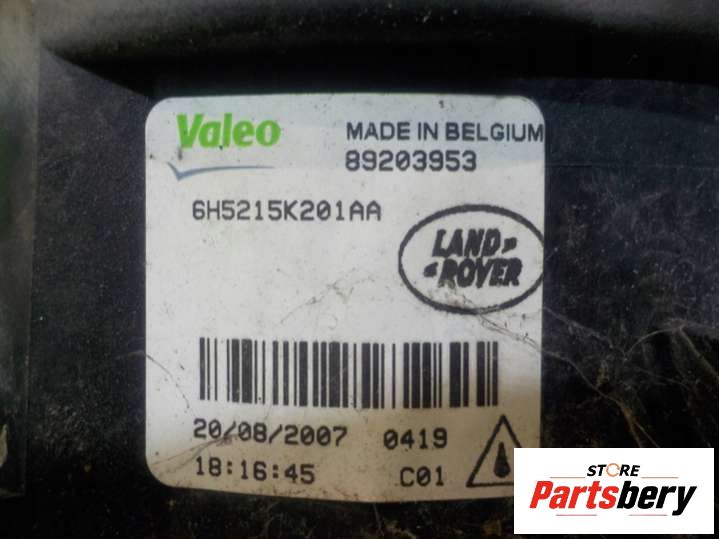 Valeo
MADE IN BELGIUM
89203953
6H5215K201AA
LAND
ROVER
20/08/2007 0419
18:16:45 C01
STORE
Partsbery